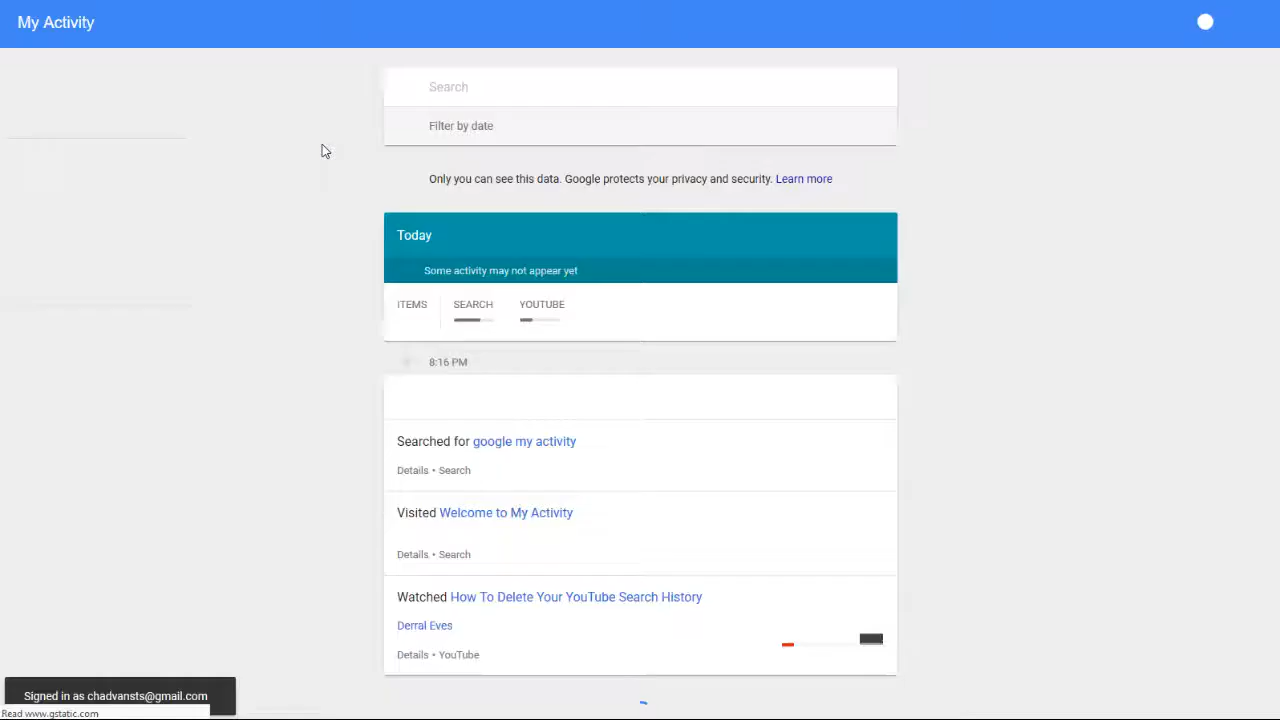 My Activity
Search
Filter by date
Only you can see this data. Google protects your privacy and security. Learn more
Today
Some activity may not appear yet
ITEMS SEARCH YOUTUBE
8:16 PM
Searched for google my activity
Details • Search
Visited Welcome to My Activity
Details • Search
Watched How To Delete Your YouTube Search History
Derral Eves
Details • YouTube
Signed in as chadvansts@gmail.com
Read www.gstatic.com